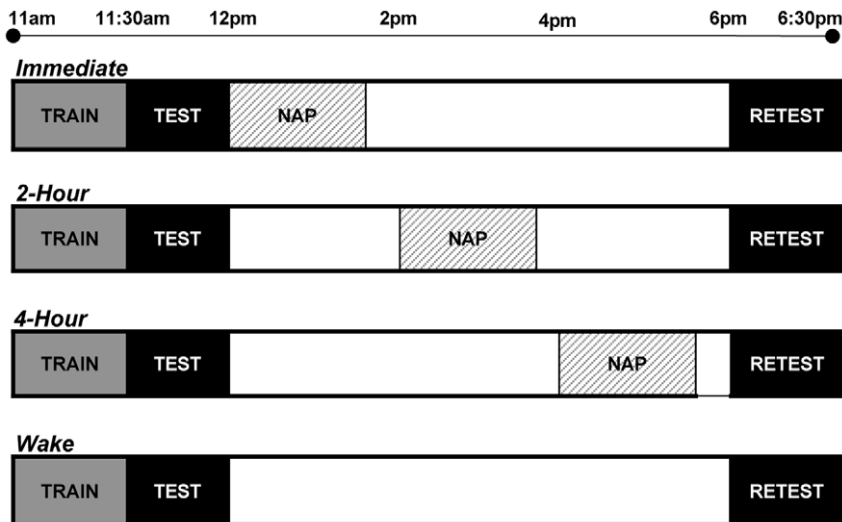 11am 11:30am 12pm 2pm 4pm 6pm 6:30pm
Immediate
TRAIN TEST NAP RETEST
2-Hour
TRAIN TEST NAP RETEST
4-Hour
TRAIN TEST NAP RETEST
Wake
TRAIN TEST RETEST